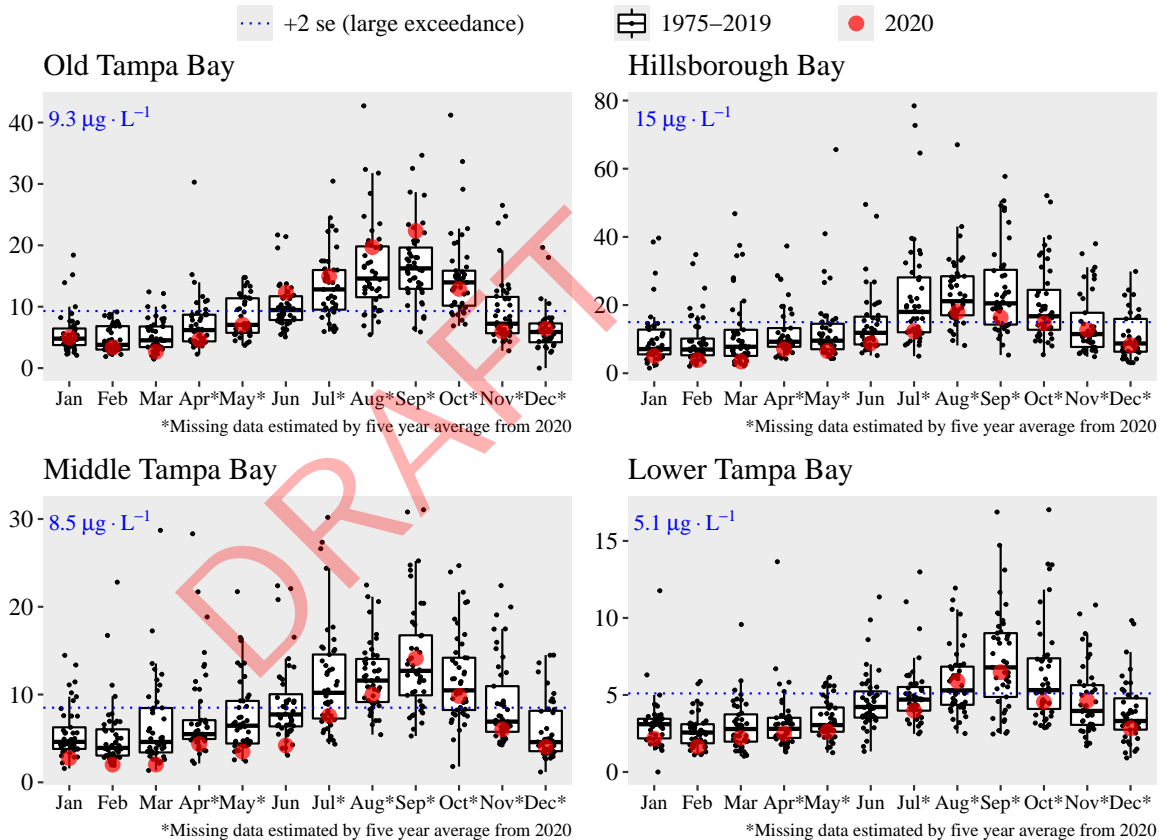 +2 se (large exceedance) 1975−2019 2020
Old Tampa Bay
9.3 μg ⋅ L−1
40
30
20
10
0
Jan Feb Mar Apr* May* Jun Jul* Aug* Sep* Oct* Nov* Dec*
*Missing data estimated by five year average from 2020
Hillsborough Bay
15 μg ⋅ L−1
80
60
40
20
0
Jan Feb Mar Apr* May* Jun Jul* Aug* Sep* Oct* Nov* Dec*
*Missing data estimated by five year average from 2020
DRAFT
Middle Tampa Bay
8.5 μg ⋅ L−1
30
20
10
0
Jan Feb Mar Apr* May* Jun Jul* Aug* Sep* Oct* Nov* Dec*
*Missing data estimated by five year average from 2020
Lower Tampa Bay
5.1 μg ⋅ L−1
15
10
5
0
Jan Feb Mar Apr* May* Jun Jul* Aug* Sep* Oct* Nov* Dec*
*Missing data estimated by five year average from 2020